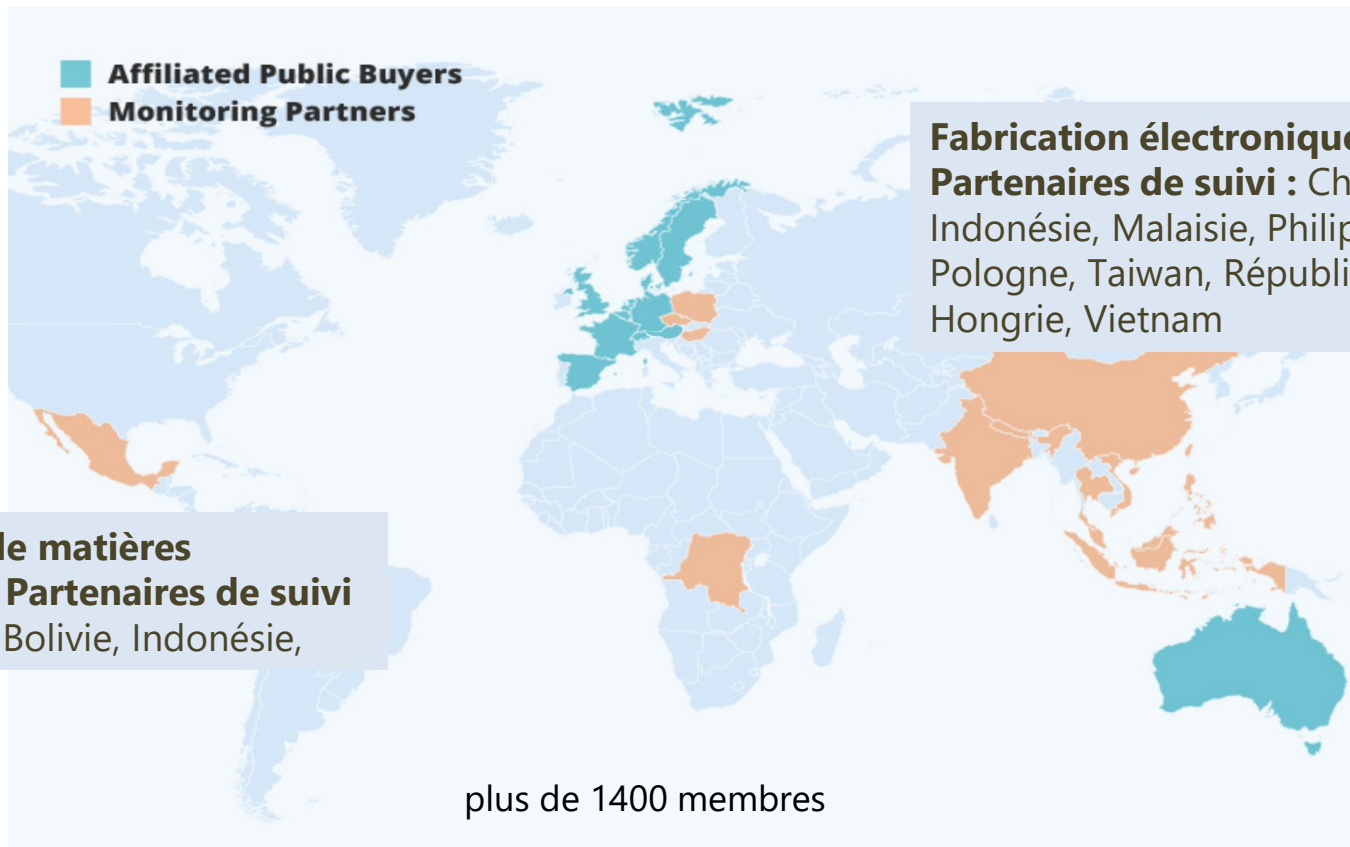 Affiliated Public Buyers
Monitoring Partners
Fabrication électronique
Partenaires de suivi : Ch
Indonésie, Malaisie, Philip
Pologne, Taiwan, Républi
Hongrie, Vietnam
le matières
Partenaires de suivi
Bolivie, Indonésie,
plus de 1400 membres